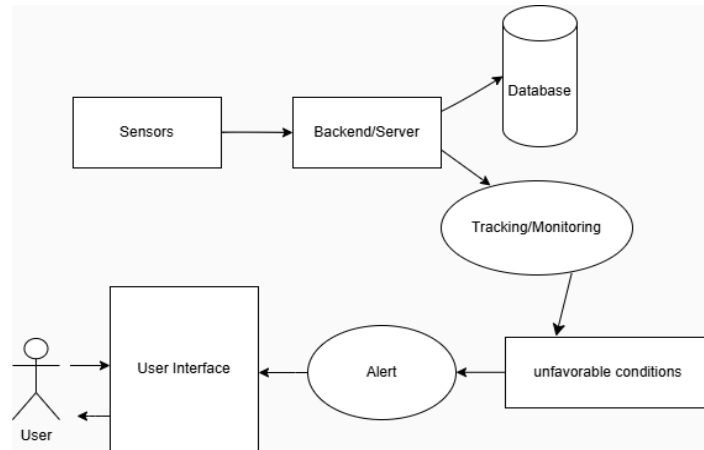 Database
Sensors
Backend/Server
Tracking/Monitoring
User Interface
Alert
unfavorable conditions
User